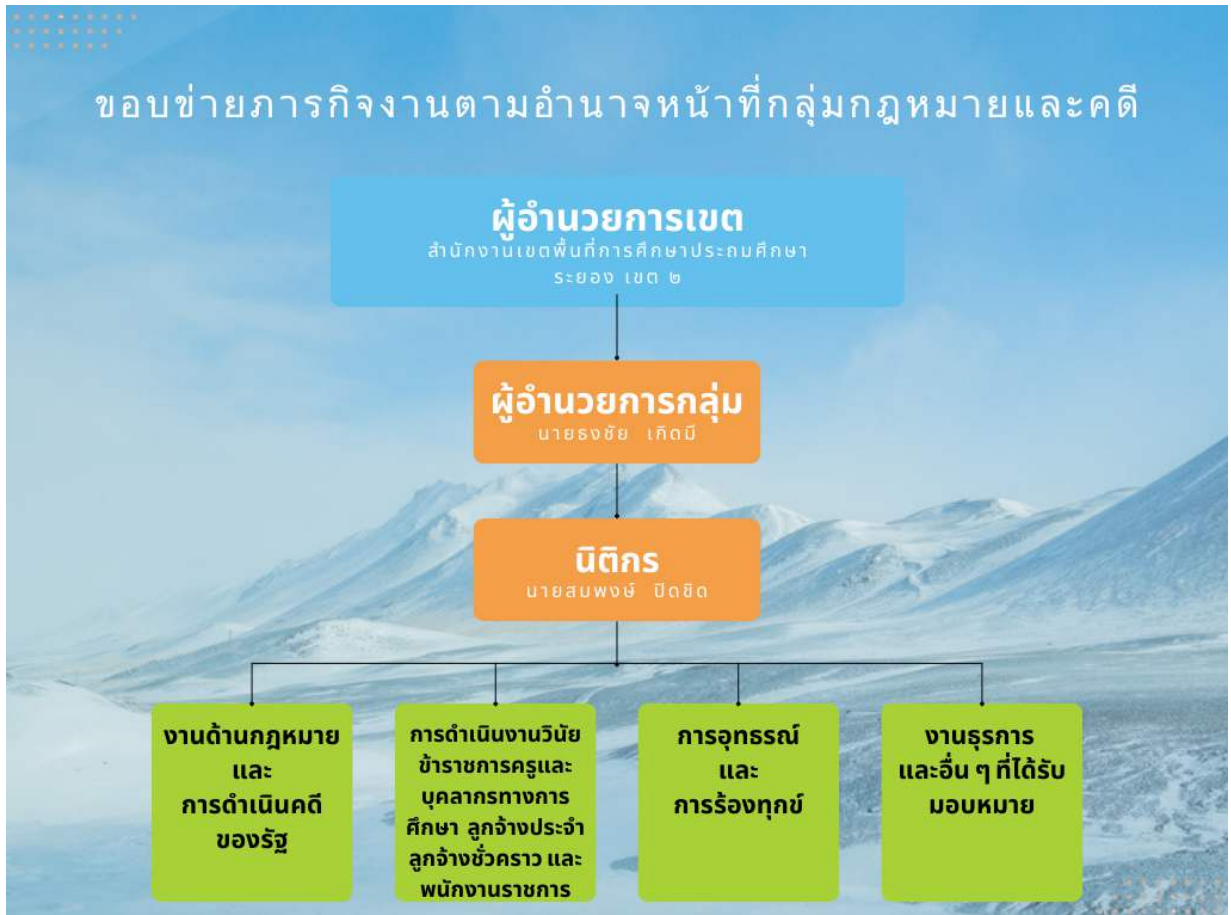 ขอบข่ายภารกิจงานตามอำนาจหน้าที่กลุ่มกฎหมายและคดี
ผู้อำนวยการเขต
สำนักงานเขตพื้นที่การศึกษาประถมศึกษา
ระยอง เขต ๒
ผู้อำนวยการกลุ่ม
นายธงชัย เกิดมี
นิติกร
นายสมพงษ์ ปิดชิด
งานด้านกฎหมาย
และ
การดำเนินคดี
ของรัฐ
การดำเนินงานวินัย
ข้าราชการครูและ
บุคลากรทางการ
ศึกษา ลูกจ้างประจำ
ลูกจ้างชั่วคราว และ
พนักงานราชการ
การอุทธรณ์
และ
การร้องทุกข์
งานธุรการ
และอื่น ๆ ที่ได้รับ
มอบหมาย